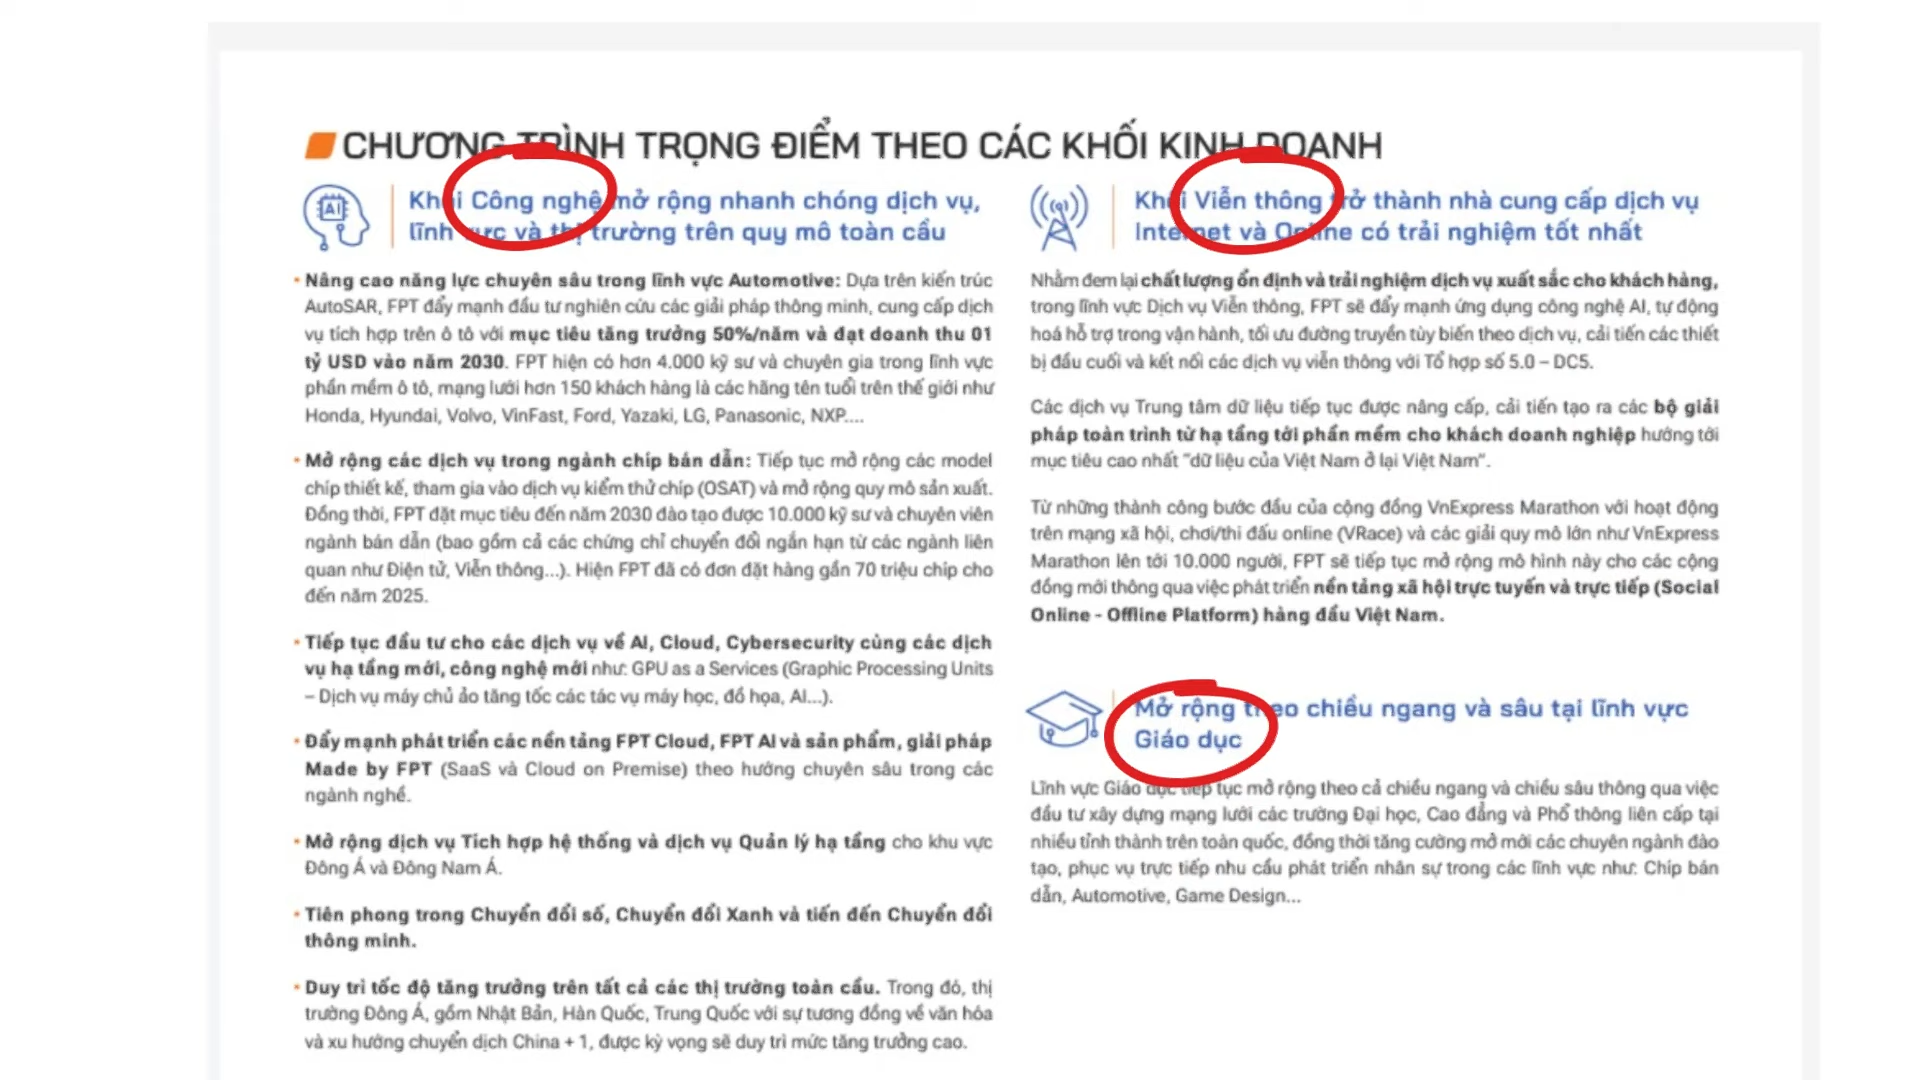 CHƯƠNG TRÌNH TRỌNG ĐIỂM THEO CÁC KHỐI KINH DOANH
AI
Khối Công nghệ mở rộng nhanh chóng dịch vụ,
lĩnh vực và thị trường trên quy mô toàn cầu
• Nâng cao năng lực chuyên sâu trong lĩnh vực Automotive: Dựa trên kiến trúc
AutoSAR, FPT đẩy mạnh đầu tư nghiên cứu các giải pháp thông minh, cung cấp dịch
vụ tích hợp trên ô tô với mục tiêu tăng trưởng 50%/năm và đạt doanh thu 01
tỷ USD vào năm 2030. FPT hiện có hơn 4.000 kỹ sư và chuyên gia trong lĩnh vực
phần mềm ô tô, mạng lưới hơn 150 khách hàng là các hãng tên tuổi trên thế giới như
Honda, Hyundai, Volvo, VinFast, Ford, Yazaki, LG, Panasonic, NXP....
• Mở rộng các dịch vụ trong ngành chíp bán dẫn: Tiếp tục mở rộng các model
chíp thiết kế, tham gia vào dịch vụ kiểm thử chíp (OSAT) và mở rộng quy mô sản xuất.
Đồng thời, FPT đặt mục tiêu đến năm 2030 đào tạo được 10.000 kỹ sư và chuyên viên
ngành bán dẫn (bao gồm cả các chứng chỉ chuyển đổi ngắn hạn từ các ngành liên
quan như Điện tử, Viễn thông...). Hiện FPT đã có đơn đặt hàng gần 70 triệu chíp cho
đến năm 2025.
• Tiếp tục đầu tư cho các dịch vụ về AI, Cloud, Cybersecurity cùng các dịch
vụ hạ tầng mới, công nghệ mới như: GPU as a Services (Graphic Processing Units
– Dịch vụ máy chủ ảo tăng tốc các tác vụ máy học, đồ họa, AI...).
• Đẩy mạnh phát triển các nền tảng FPT Cloud, FPT AI và sản phẩm, giải pháp
Made by FPT (SaaS và Cloud on Premise) theo hướng chuyên sâu trong các
ngành nghề.
• Mở rộng dịch vụ Tích hợp hệ thống và dịch vụ Quản lý hạ tầng cho khu vực
Đông Á và Đông Nam Á.
• Tiên phong trong Chuyển đổi số, Chuyển đổi Xanh và tiến đến Chuyển đổi
thông minh.
• Duy trì tốc độ tăng trưởng trên tất cả các thị trường toàn cầu. Trong đó, thị
trường Đông Á, gồm Nhật Bản, Hàn Quốc, Trung Quốc với sự tương đồng về văn hóa
và xu hướng chuyển dịch China + 1, được kỳ vọng sẽ duy trì mức tăng trưởng cao.
Khối Viễn thông trở thành nhà cung cấp dịch vụ
Internet và Online có trải nghiệm tốt nhất
Nhằm đem lại chất lượng ổn định và trải nghiệm dịch vụ xuất sắc cho khách hàng,
trong lĩnh vực Dịch vụ Viễn thông, FPT sẽ đẩy mạnh ứng dụng công nghệ AI, tự động
hoá hỗ trợ trong vận hành, tối ưu đường truyền tùy biến theo dịch vụ, cải tiến các thiết
bị đầu cuối và kết nối các dịch vụ viễn thông với Tổ hợp số 5.0 – DC5.
Các dịch vụ Trung tâm dữ liệu tiếp tục được nâng cấp, cải tiến tạo ra các bộ giải
pháp toàn trình từ hạ tầng tới phần mềm cho khách doanh nghiệp hướng tới
mục tiêu cao nhất "dữ liệu của Việt Nam ở lại Việt Nam".
Từ những thành công bước đầu của cộng đồng VnExpress Marathon với hoạt động
trên mạng xã hội, chơi/thi đấu online (VRace) và các giải quy mô lớn như VnExpress
Marathon lên tới 10.000 người, FPT sẽ tiếp tục mở rộng mô hình này cho các cộng
đồng mới thông qua việc phát triển nền tảng xã hội trực tuyến và trực tiếp (Social
Online - Offline Platform) hàng đầu Việt Nam.
Mở rộng theo chiều ngang và sâu tại lĩnh vực
Giáo dục
Lĩnh vực Giáo dục tiếp tục mở rộng theo cả chiều ngang và chiều sâu thông qua việc
đầu tư xây dựng mạng lưới các trường Đại học, Cao đẳng và Phổ thông liên cấp tại
nhiều tỉnh thành trên toàn quốc, đồng thời tăng cường mở mới các chuyên ngành đào
tạo, phục vụ trực tiếp nhu cầu phát triển nhân sự trong các lĩnh vực như: Chip bán
dẫn, Automotive, Game Design...